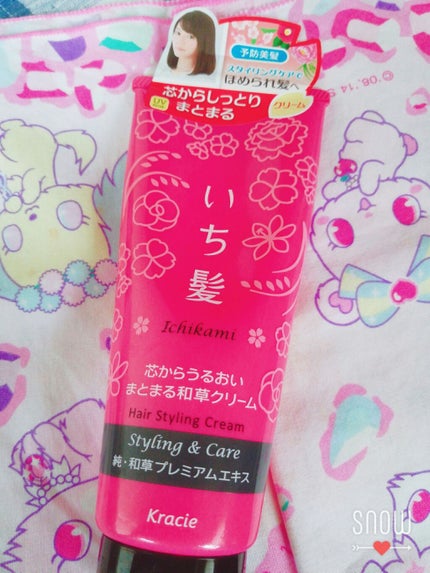 予防美髪
スタイリングケアで
ほめられ髪へ
芯からしっとり
まとまる
UV
クリーム
いち髪
Ichikami
芯からうるおい
まとまる和草クリーム
Hair Styling Cream
Styling & Care
純・和草プレミアムエキス
Kracie
SNOW